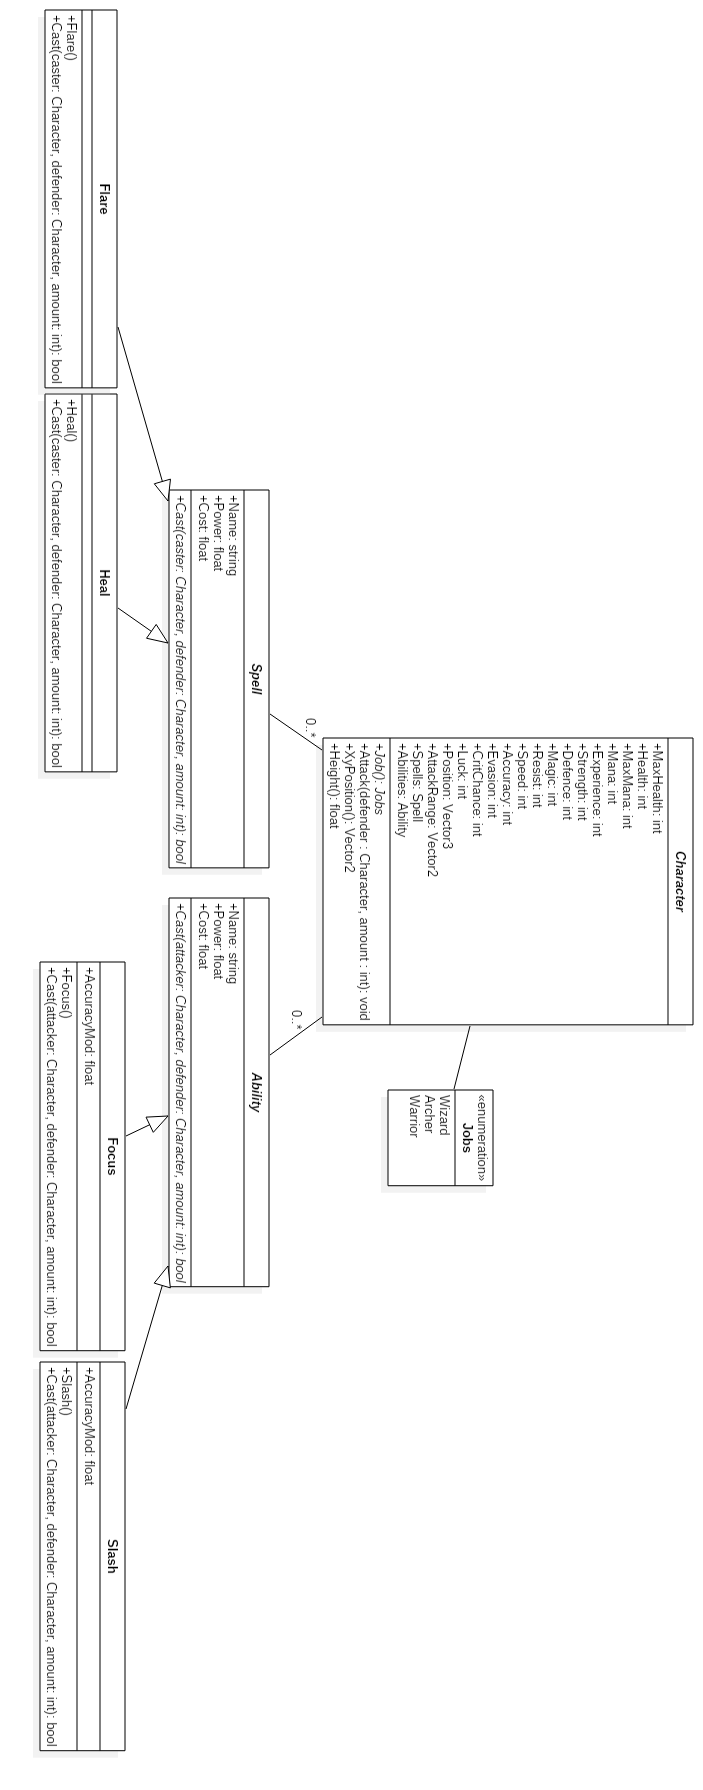 Character
+MaxHealth: int
+Health: int
+MaxMana: int
+Mana: int
+Experience: int
+Strength: int
+Defence: int
+Magic: int
+Resist: int
+Speed: int
+Accuracy: int
+Evasion: int
+CritChance: int
+Luck: int
+Position: Vector3
+AttackRange: Vector2
+Spells: Spell
+Abilities: Ability
+Job(): Jobs
+Attack(defender : Character, amount : int): void
+XyPosition(): Vector2
+Height(): float
«enumeration»
Jobs
Wizard
Archer
Warrior
0..*
0..*
Spell
+Name: string
+Power: float
+Cost: float
+Cast(caster: Character, defender: Character, amount: int): bool
Ability
+Name: string
+Power: float
+Cost: float
+Cast(attacker: Character, defender: Character, amount: int): bool
Flare
+Flare()
+Cast(caster: Character, defender: Character, amount: int): bool
Heal
+Heal()
+Cast(caster: Character, defender: Character, amount: int): bool
Focus
+AccuracyMod: float
+Focus()
+Cast(attacker: Character, defender: Character, amount: int): bool
Slash
+AccuracyMod: float
+Slash()
+Cast(attacker: Character, defender: Character, amount: int): bool